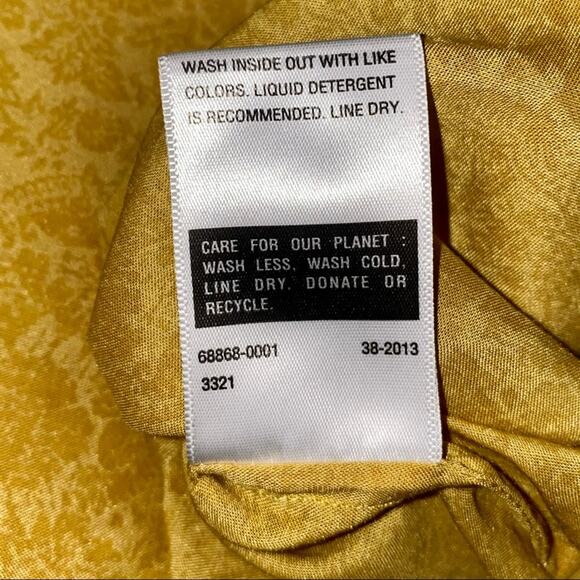 WASH INSIDE OUT WITH LIKE
COLORS. LIQUID DETERGENT
IS RECOMMENDED. LINE DRY.
CARE FOR OUR PLANET :
WASH LESS, WASH COLD,
LINE DRY. DONATE OR
RECYCLE.
68868-0001 38-2013
3321